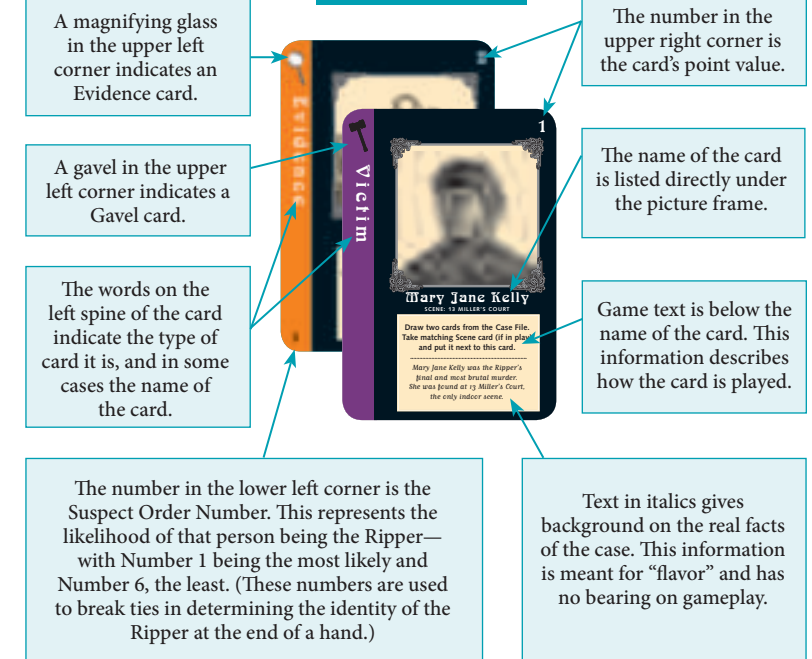 A magnifying glass
in the upper left
corner indicates an
Evidence card.
The number in the
upper right corner is
the card’s point value.
A gavel in the upper
left corner indicates a
Gavel card.
The name of the card
is listed directly under
the picture frame.
The words on the
left spine of the card
indicate the type of
card it is, and in some
cases the name of
the card.
Game text is below the
name of the card. This
information describes
how the card is played.
Evidence
Victim
1
Mary Jane Kelly
SCENE: 13 MILLER'S COURT
Draw two cards from the Case File.
Take matching Scene card (if in play)
and put it next to this card.
Mary Jane Kelly was the Ripper's
final and most brutal murder.
She was found at 13 Miller's Court,
the only indoor scene.
The number in the lower left corner is the
Suspect Order Number. This represents the
likelihood of that person being the Ripper—
with Number 1 being the most likely and
Number 6, the least. (These numbers are used
to break ties in determining the identity of the
Ripper at the end of a hand.)
Text in italics gives
background on the real facts
of the case. This information
is meant for “flavor” and has
no bearing on gameplay.